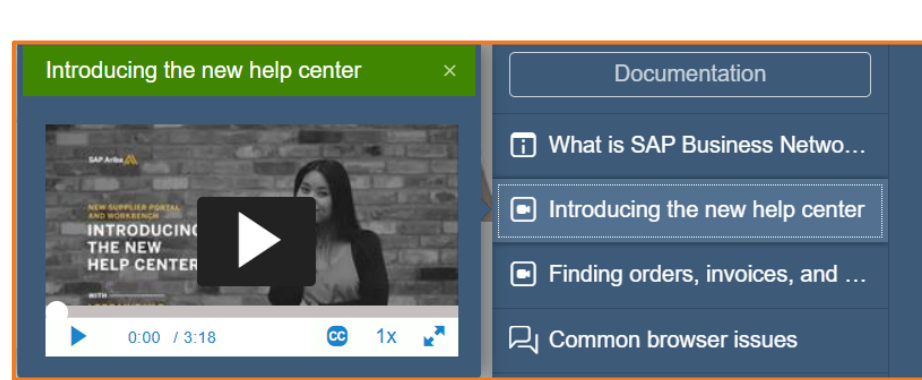 Introducing the new help center ×
SAP Ariba
NEW SUPPLIER PORTAL
AND WORKBENCH
INTRODUCING
THE NEW
HELP CENTER
WITH
0:00 / 3:18 CC 1x
Documentation
What is SAP Business Netwo...
Introducing the new help center
Finding orders, invoices, and ...
Common browser issues